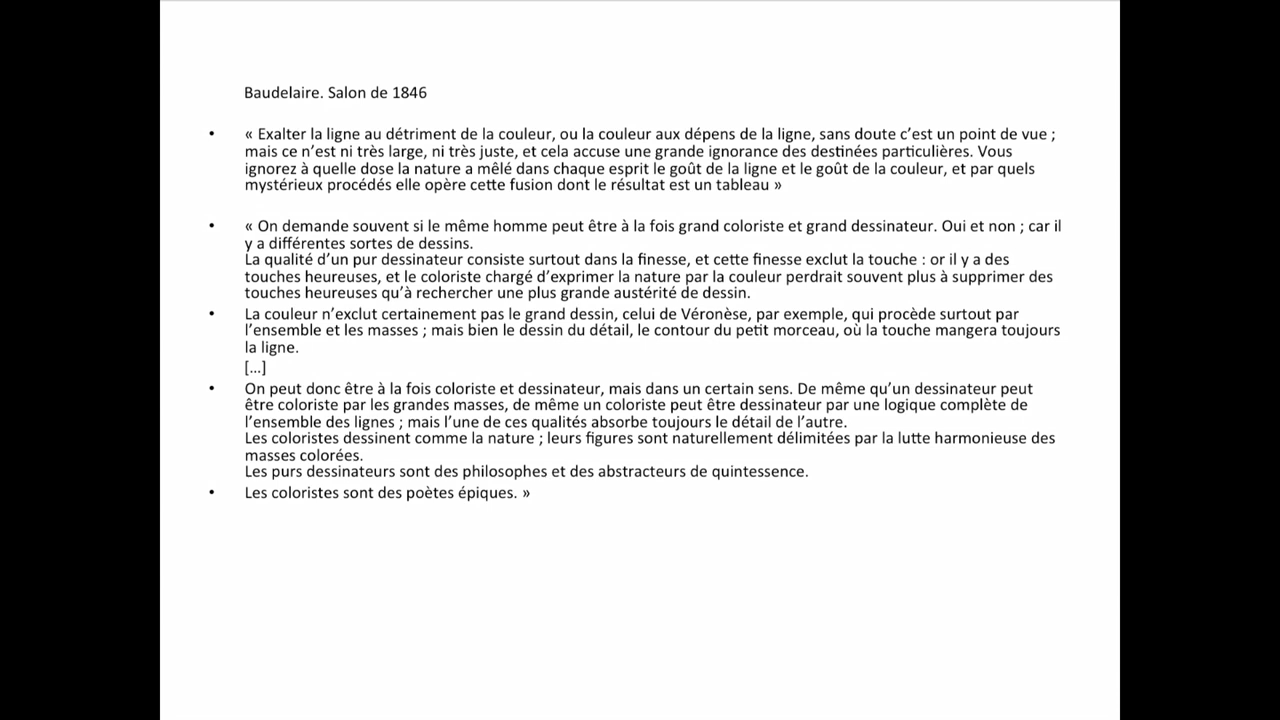 Baudelaire. Salon de 1846
• « Exalter la ligne au détriment de la couleur, ou la couleur aux dépens de la ligne, sans doute c’est un point de vue ;
mais ce n’est ni très large, ni très juste, et cela accuse une grande ignorance des destinées particulières. Vous
ignorez à quelle dose la nature a mêlé dans chaque esprit le goût de la ligne et le goût de la couleur, et par quels
mystérieux procédés elle opère cette fusion dont le résultat est un tableau »
• « On demande souvent si le même homme peut être à la fois grand coloriste et grand dessinateur. Oui et non ; car il
y a différentes sortes de dessins.
La qualité d’un pur dessinateur consiste surtout dans la finesse, et cette finesse exclut la touche : or il y a des
touches heureuses, et le coloriste chargé d’exprimer la nature par la couleur perdrait souvent plus à supprimer des
touches heureuses qu’à rechercher une plus grande austérité de dessin.
• La couleur n’exclut certainement pas le grand dessin, celui de Véronèse, par exemple, qui procède surtout par
l’ensemble et les masses ; mais bien le dessin du détail, le contour du petit morceau, où la touche mangera toujours
la ligne.
[…]
• On peut donc être à la fois coloriste et dessinateur, mais dans un certain sens. De même qu’un dessinateur peut
être coloriste par les grandes masses, de même un coloriste peut être dessinateur par une logique complète de
l’ensemble des lignes ; mais l’une de ces qualités absorbe toujours le détail de l’autre.
Les coloristes dessinent comme la nature ; leurs figures sont naturellement délimitées par la lutte harmonieuse des
masses colorées.
Les purs dessinateurs sont des philosophes et des abstracteurs de quintessence.
• Les coloristes sont des poètes épiques. »